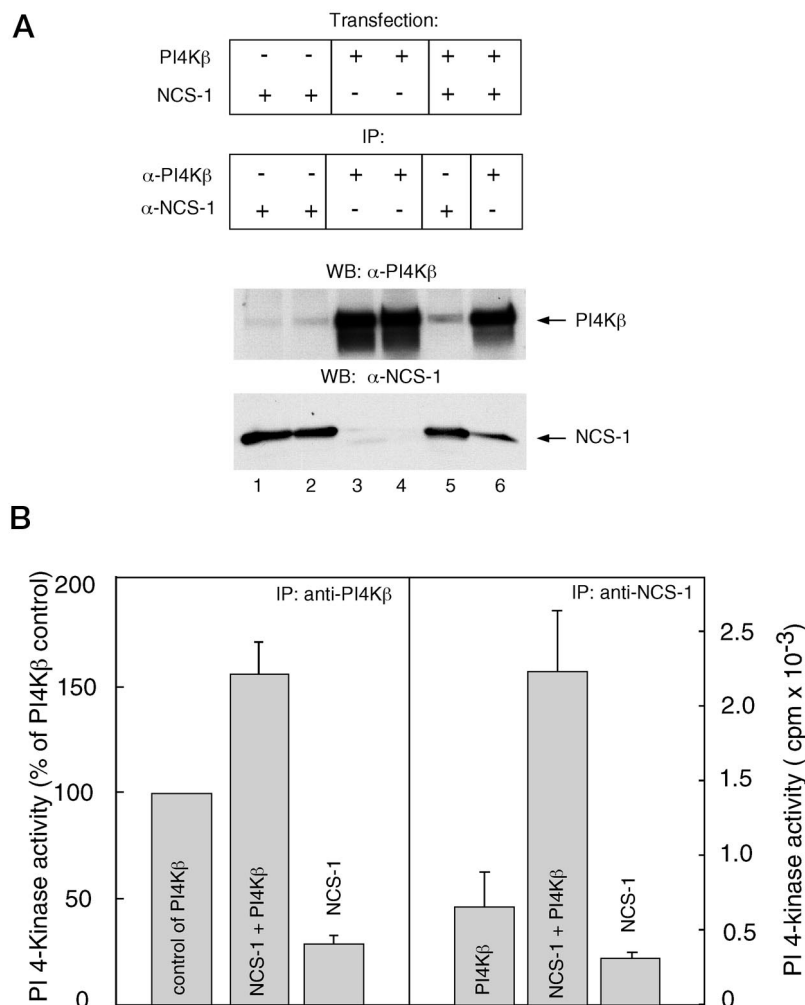 A
Transfection:
PI4Kβ - - + + + +
NCS-1 + + - - + +
IP:
α-PI4Kβ - - + + - +
α-NCS-1 + + - - + -
WB: α-PI4Kβ
PI4Kβ
WB: α-NCS-1
NCS-1
1 2 3 4 5 6
B
PI 4-Kinase activity (% of PI4Kβ control)
200
150
100
50
0
IP: anti-PI4Kβ
control of PI4Kβ
NCS-1 + PI4Kβ
NCS-1
IP: anti-NCS-1
PI4Kβ
NCS-1 + PI4Kβ
NCS-1
2.5
2.0
1.5
1.0
0.5
0
PI 4-kinase activity ( cpm x 10-3)